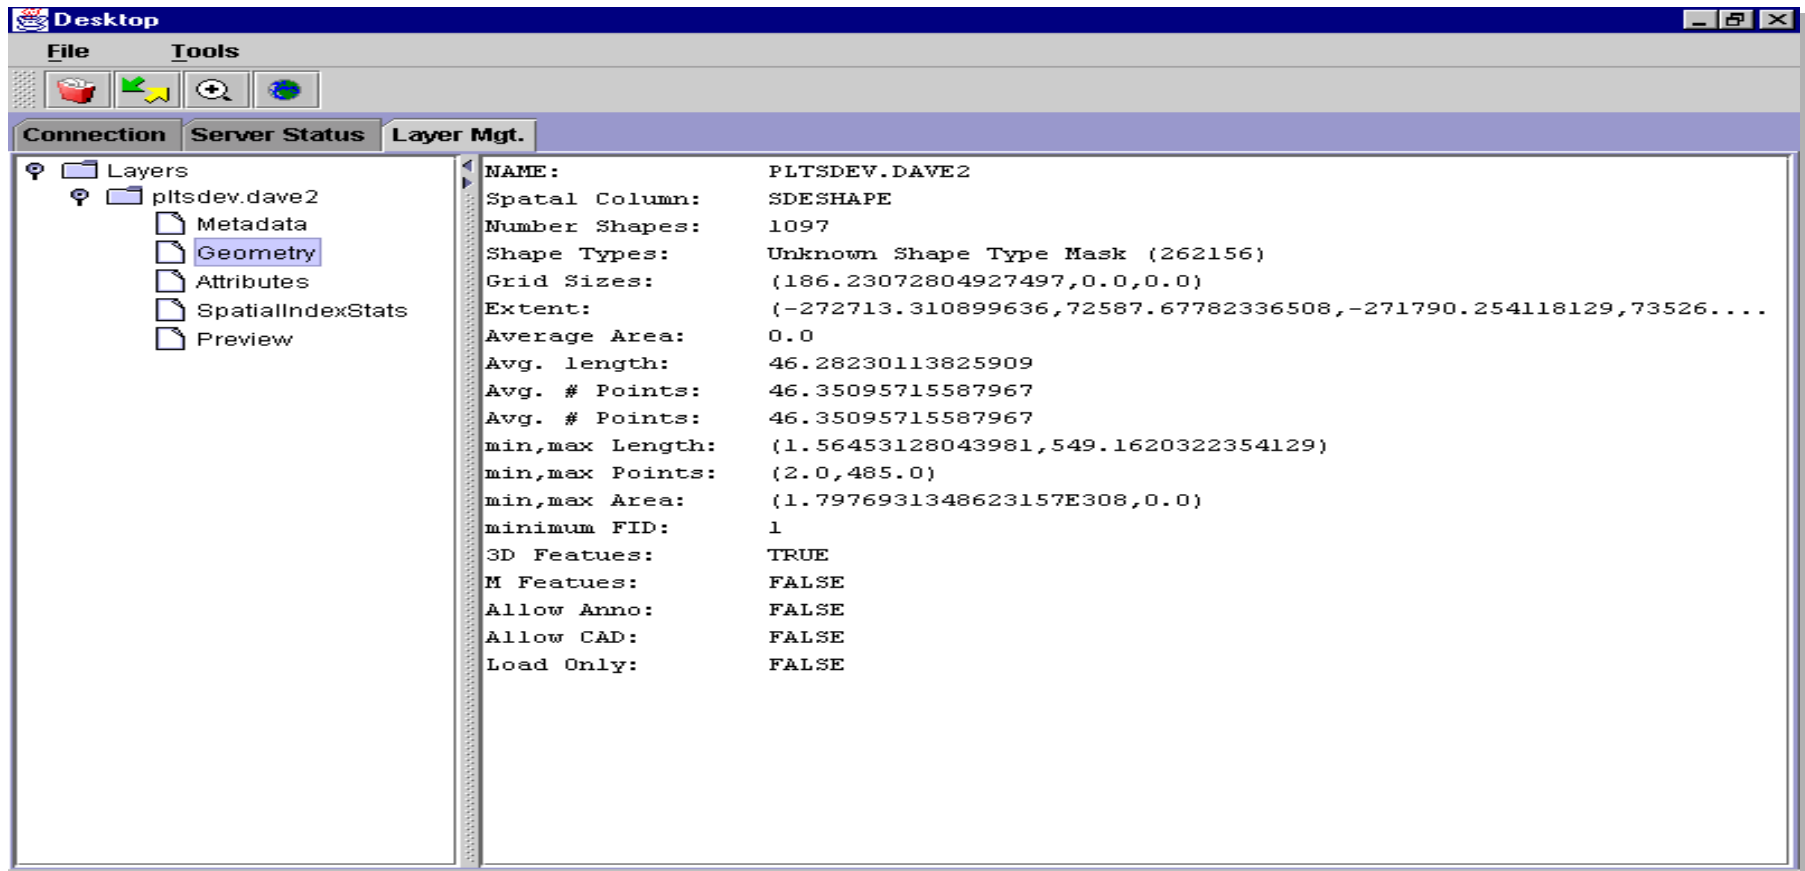 Desktop
File Tools
Connection Server Status Layer Mgt.
Layers
pltsdev.dave2
Metadata
Geometry
Attributes
SpatialIndexStats
Preview
NAME: PLTSDEV.DAVE2
Spatal Column: SDESHAPE
Number Shapes: 1097
Shape Types: Unknown Shape Type Mask (262156)
Grid Sizes: (186.23072804927497,0.0,0.0)
Extent: (-272713.310899636,72587.67782336508,-271790.254118129,73526....
Average Area: 0.0
Avg. length: 46.28230113825909
Avg. # Points: 46.35095715587967
Avg. # Points: 46.35095715587967
min,max Length: (1.56453128043981,549.1620322354129)
min,max Points: (2.0,485.0)
min,max Area: (1.7976931348623157E308,0.0)
minimum FID: 1
3D Featues: TRUE
M Featues: FALSE
Allow Anno: FALSE
Allow CAD: FALSE
Load Only: FALSE